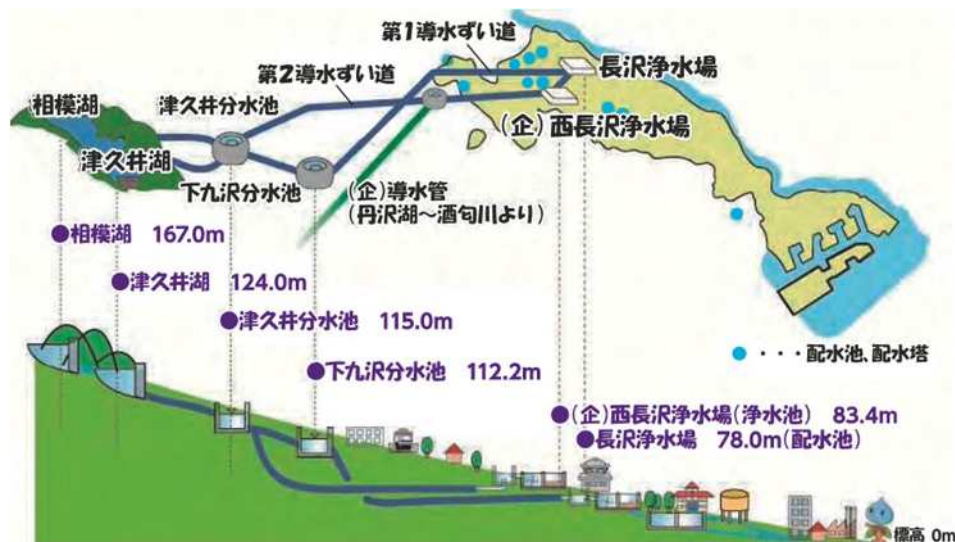 第1導水ずい道
第2導水ずい道
長沢浄水場
相模湖
津久井分水池
(企)西長沢浄水場
津久井湖
下九沢分水池
(企)導水管
(丹沢湖～酒匂川より)
●相模湖 167.0m
●津久井湖 124.0m
●津久井分水池 115.0m
●・・・配水池、配水塔
●下九沢分水池 112.2m
●(企)西長沢浄水場(浄水池) 83.4m
●長沢浄水場 78.0m(配水池)
標高 0m